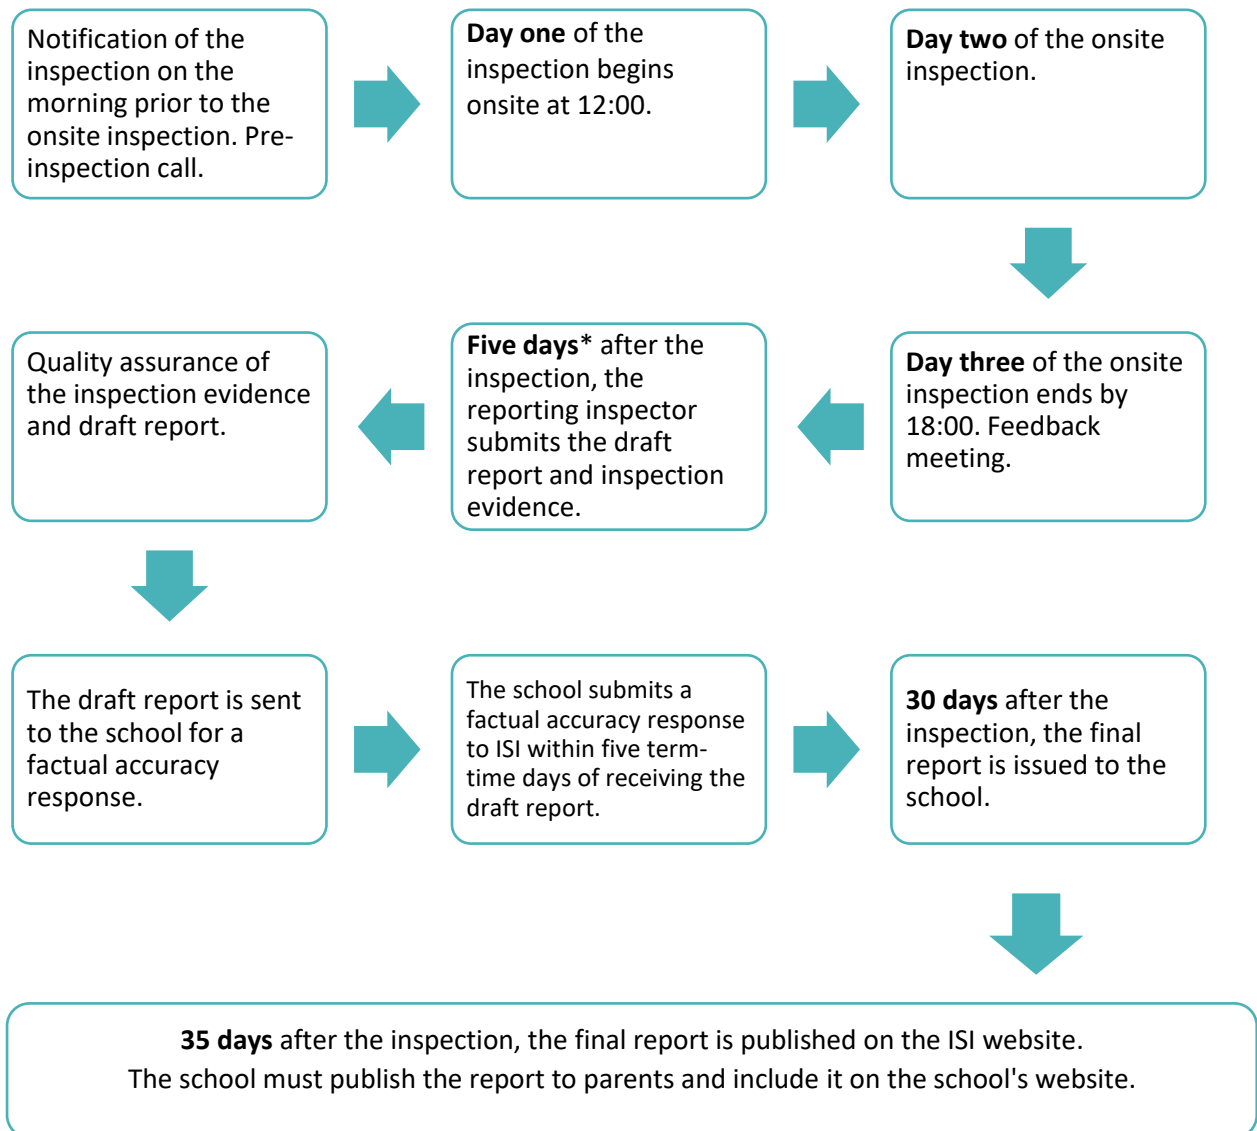 Notification of the
inspection on the
morning prior to the
onsite inspection. Pre-
inspection call.
Day one of the
inspection begins
onsite at 12:00.
Day two of the onsite
inspection.
Day three of the onsite
inspection ends by
18:00. Feedback
meeting.
Five days* after the
inspection, the
reporting inspector
submits the draft
report and inspection
evidence.
Quality assurance of
the inspection evidence
and draft report.
The draft report is sent
to the school for a
factual accuracy
response.
The school submits a
factual accuracy response
to ISI within five term-
time days of receiving the
draft report.
30 days after the
inspection, the final
report is issued to the
school.
35 days after the inspection, the final report is published on the ISI website.
The school must publish the report to parents and include it on the school's website.